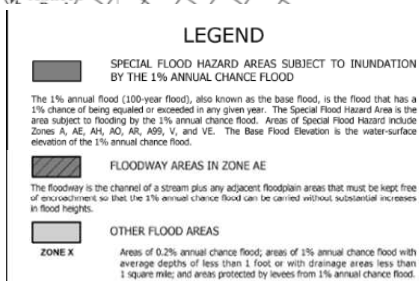 LEGEND
SPECIAL FLOOD HAZARD AREAS SUBJECT TO INUNDATION
BY THE 1% ANNUAL CHANCE FLOOD
The 1% annual flood (100-year flood), also known as the base flood, is the flood that has a
1% chance of being equaled or exceeded in any given year. The Special Flood Hazard Area is the
area subject to flooding by the 1% annual chance flood. Areas of Special Flood Hazard include
Zones A, AE, AH, AO, AR, A99, V, and VE. The Base Flood Elevation is the water-surface
elevation of the 1% annual chance flood.
FLOODWAY AREAS IN ZONE AE
The floodway is the channel of a stream plus any adjacent floodplain areas that must be kept free
of encroachment so that the 1% annual chance flood can be carried without substantial increases
in flood heights.
OTHER FLOOD AREAS
ZONE X
Areas of 0.2% annual chance flood; areas of 1% annual chance flood with
average depths of less than 1 foot or with drainage areas less than
1 square mile; and areas protected by levees from 1% annual chance flood.